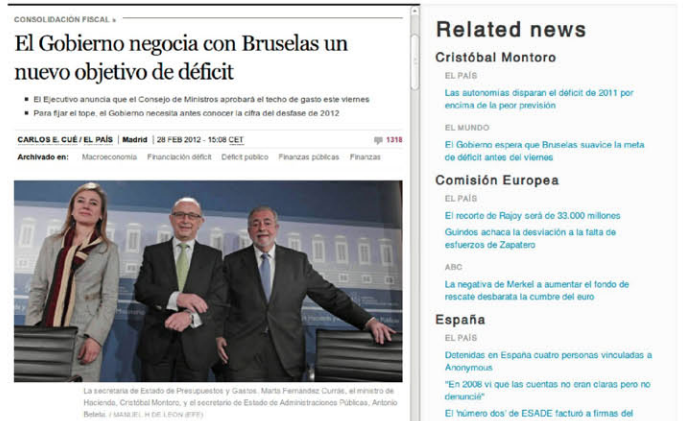 CONSOLIDACIÓN FISCAL »
El Gobierno negocia con Bruselas un
nuevo objetivo de déficit
El Ejecutivo anuncia que el Consejo de Ministros aprobará el techo de gasto este viernes
Para fijar el tope, el Gobierno necesita antes conocer la cifra del desfase de 2012
CARLOS E. CUÉ / EL PAÍS | Madrid | 28 FEB 2012 - 15:08 CET
1318
Archivado en: Macroeconomía Financiación déficit Déficit público Finanzas públicas Finanzas
La secretaria de Estado de Presupuestos y Gastos, Marta Fernández Currás, el ministro de
Hacienda, Cristóbal Montoro, y el secretario de Estado de Administraciones Públicas, Antonio
Beteta. / MANUEL H DE LEON (EFE)
Related news
Cristóbal Montoro
EL PAÍS
Las autonomías disparan el déficit de 2011 por
encima de la peor previsión
EL MUNDO
El Gobierno espera que Bruselas suavice la meta
de déficit antes del viernes
Comisión Europea
EL PAÍS
El recorte de Rajoy será de 33.000 millones
Guindos achaca la desviación a la falta de
esfuerzos de Zapatero
ABC
La negativa de Merkel a aumentar el fondo de
rescate desbarata la cumbre del euro
España
EL PAÍS
Detenidas en España cuatro personas vinculadas a
Anonymous
"En 2008 vi que las cuentas no eran claras pero no
denuncié"
El 'número dos' de ESADE facturó a firmas del